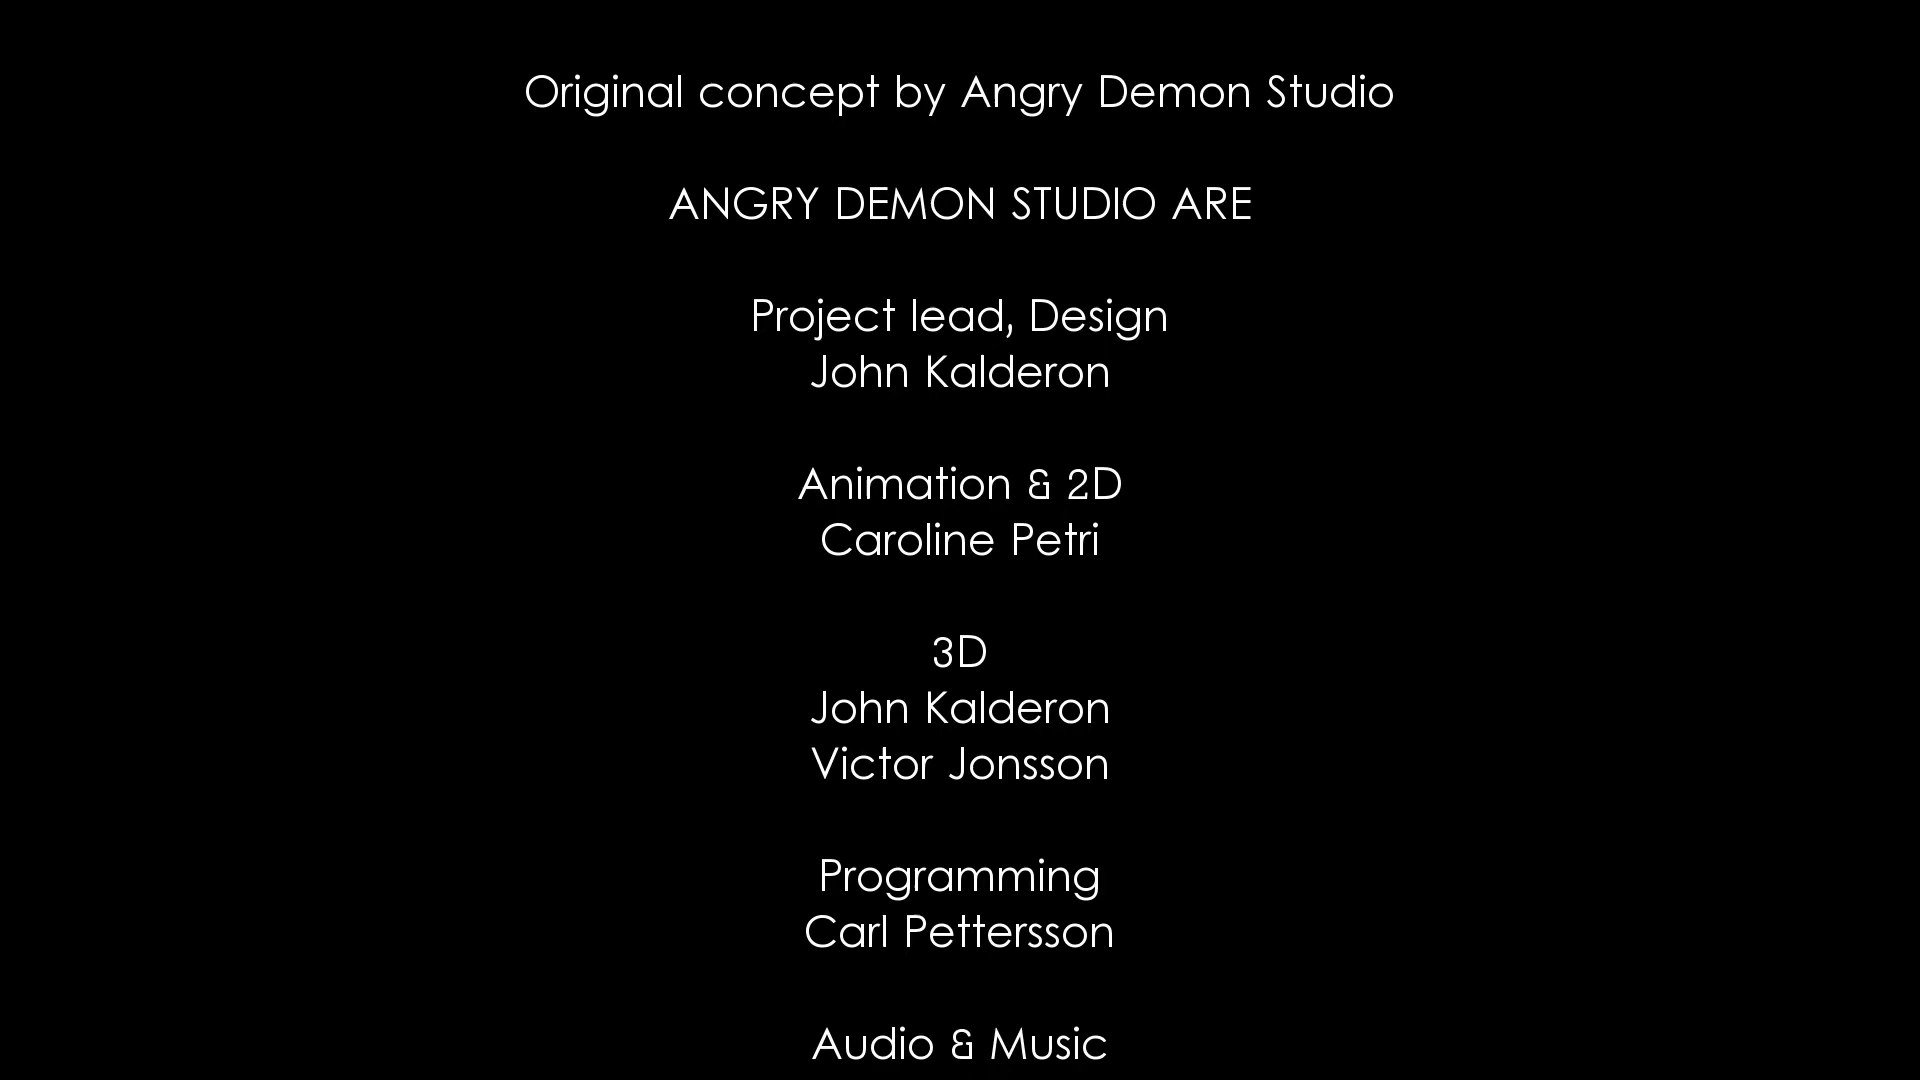 Original concept by Angry Demon Studio
ANGRY DEMON STUDIO ARE
Project lead, Design
John Kalderon
Animation & 2D
Caroline Petri
3D
John Kalderon
Victor Jonsson
Programming
Carl Pettersson
Audio & Music